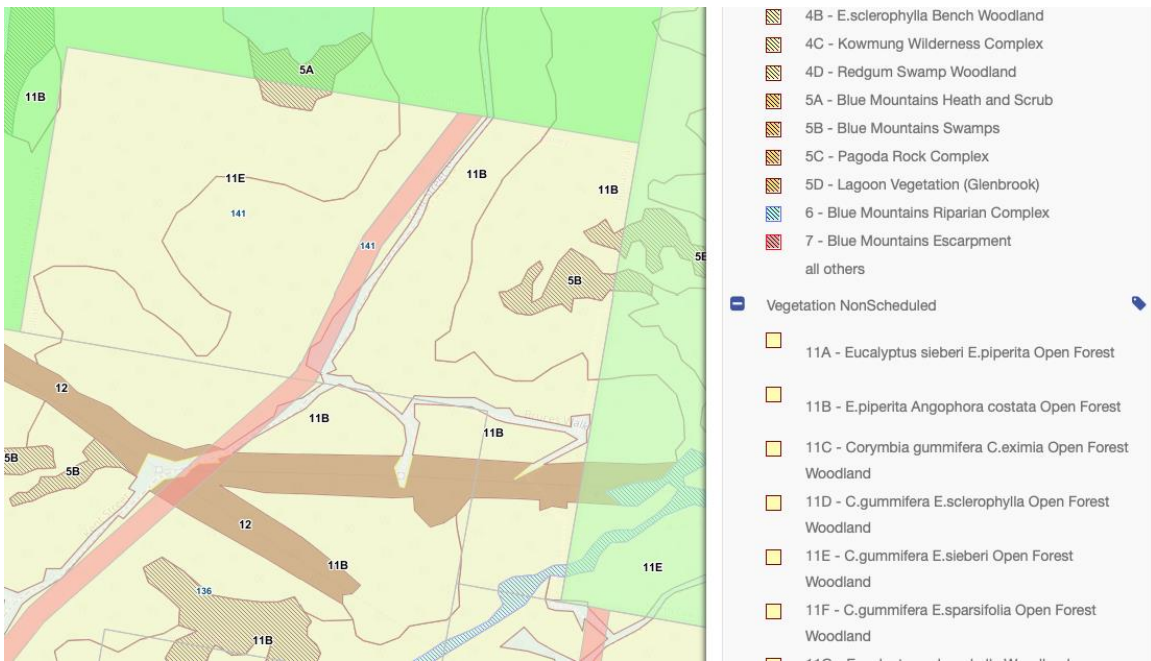 5A
11B
11E
141
11B
11B
141
5B
5E
12
11B
11B
5B
5B
12
11B
11E
136
11B
4B - E.sclerophylla Bench Woodland
4C - Kowmung Wilderness Complex
4D - Redgum Swamp Woodland
5A - Blue Mountains Heath and Scrub
5B - Blue Mountains Swamps
5C - Pagoda Rock Complex
5D - Lagoon Vegetation (Glenbrook)
6 - Blue Mountains Riparian Complex
7 - Blue Mountains Escarpment
all others
Vegetation NonScheduled
11A - Eucalyptus sieberi E.piperita Open Forest
11B - E.piperita Angophora costata Open Forest
11C - Corymbia gummifera C.eximia Open Forest
Woodland
11D - C.gummifera E.sclerophylla Open Forest
Woodland
11E - C.gummifera E.sieberi Open Forest
Woodland
11F - C.gummifera E.sparsifolia Open Forest
Woodland